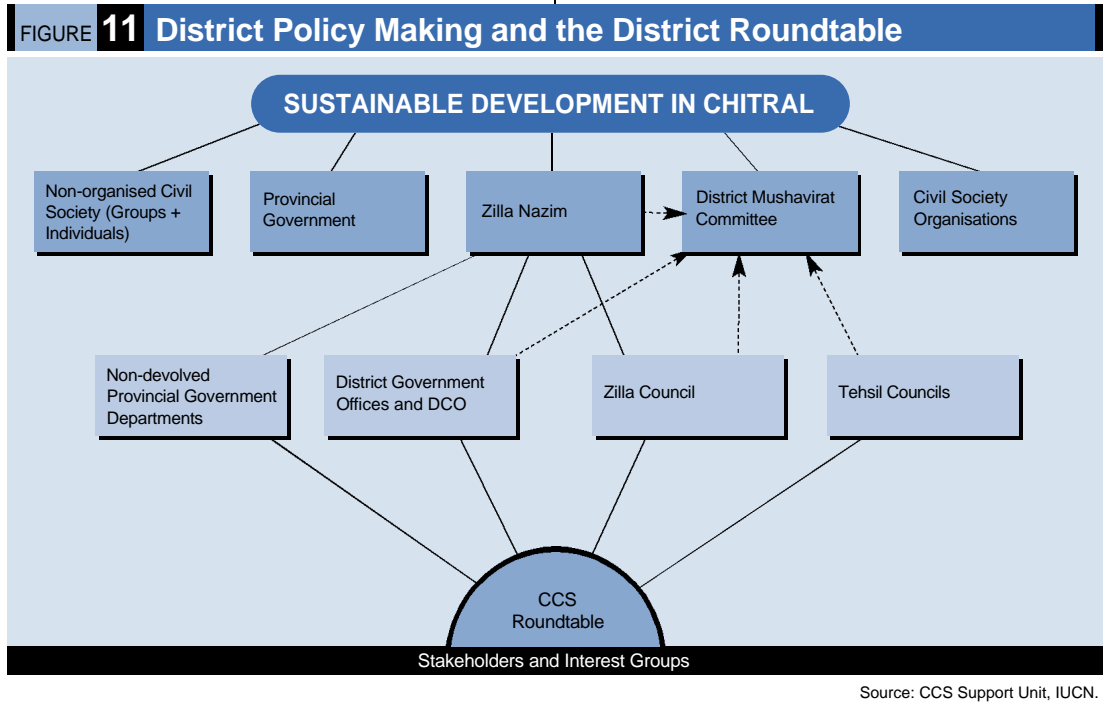 FIGURE 11 District Policy Making and the District Roundtable
SUSTAINABLE DEVELOPMENT IN CHITRAL
Non-organised Civil
Society (Groups +
Individuals)
Provincial
Government
Zilla Nazim
District Mushavirat
Committee
Civil Society
Organisations
Non-devolved
Provincial Government
Departments
District Government
Offices and DCO
Zilla Council
Tehsil Councils
CCS
Roundtable
Stakeholders and Interest Groups
Source: CCS Support Unit, IUCN.